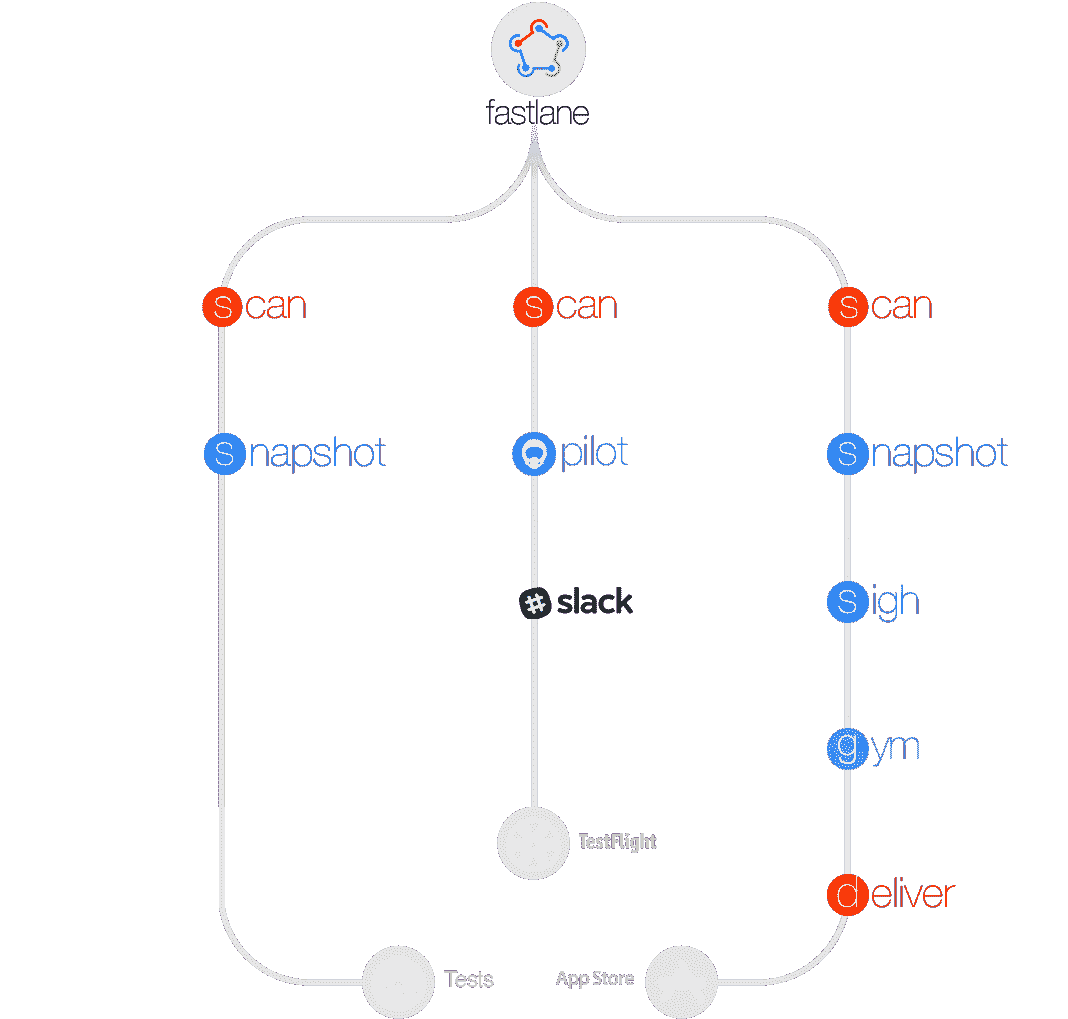 fastlane
scan
scan
scan
snapshot
pilot
snapshot
slack
sigh
gym
TestFlight
deliver
Tests
App Store